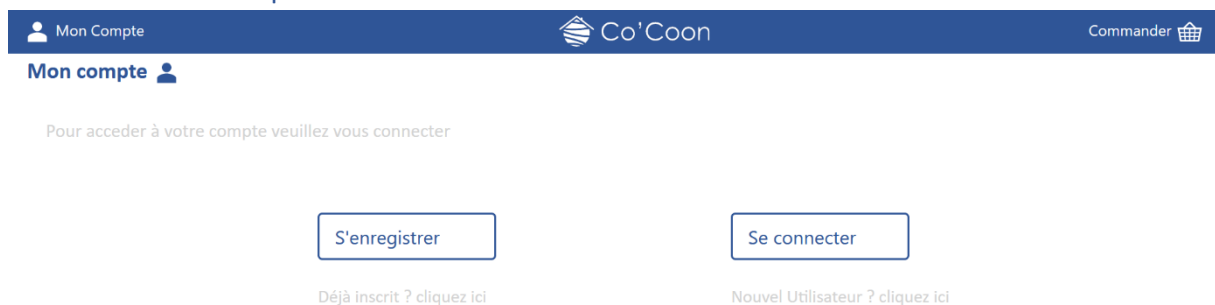 Mon Compte Co'Coon Commander
Mon compte
Pour acceder à votre compte veuillez vous connecter
S'enregistrer Se connecter
Déjà inscrit ? cliquez ici Nouvel Utilisateur ? cliquez ici